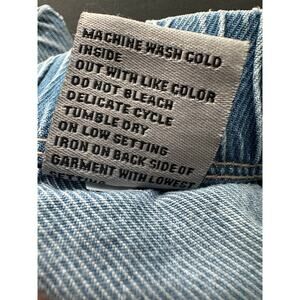 MACHINE WASH COLD
INSIDE
OUT WITH LIKE COLOR
DO NOT BLEACH
DELICATE CYCLE
TUMBLE DRY
ON LOW SETTING
IRON ON BACK SIDE OF
GARMENT WITH LOWEST
SETTING